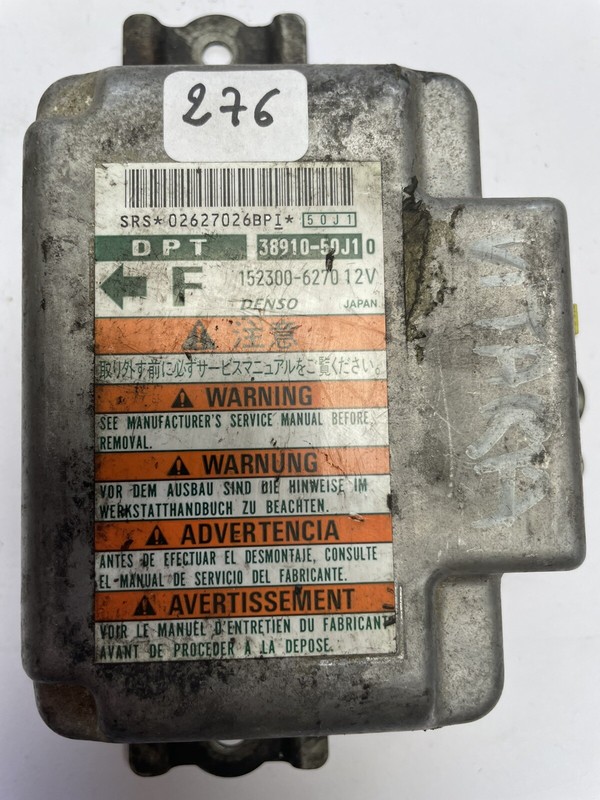 276
SRS*02627026BPI* 50J1
DPT 38910-50J1 0
F 152300-6270 12V
DENSO JAPAN
注意
取り外す前に必ずサービスマニュアルをご覧ください。
WARNING
SEE MANUFACTURER'S SERVICE MANUAL BEFORE
REMOVAL.
WARNUNG
VOR DEM AUSBAU SIND DIE HINWEISE IM
WERKSTATTHANDBUCH ZU BEACHTEN.
ADVERTENCIA
ANTES DE EFECTUAR EL DESMONTAJE, CONSULTE
EL MANUAL DE SERVICIO DEL FABRICANTE.
AVERTISSEMENT
VOIR LE MANUEL D'ENTRETIEN DU FABRICANT
AVANT DE PROCEDER À LA DEPOSE.